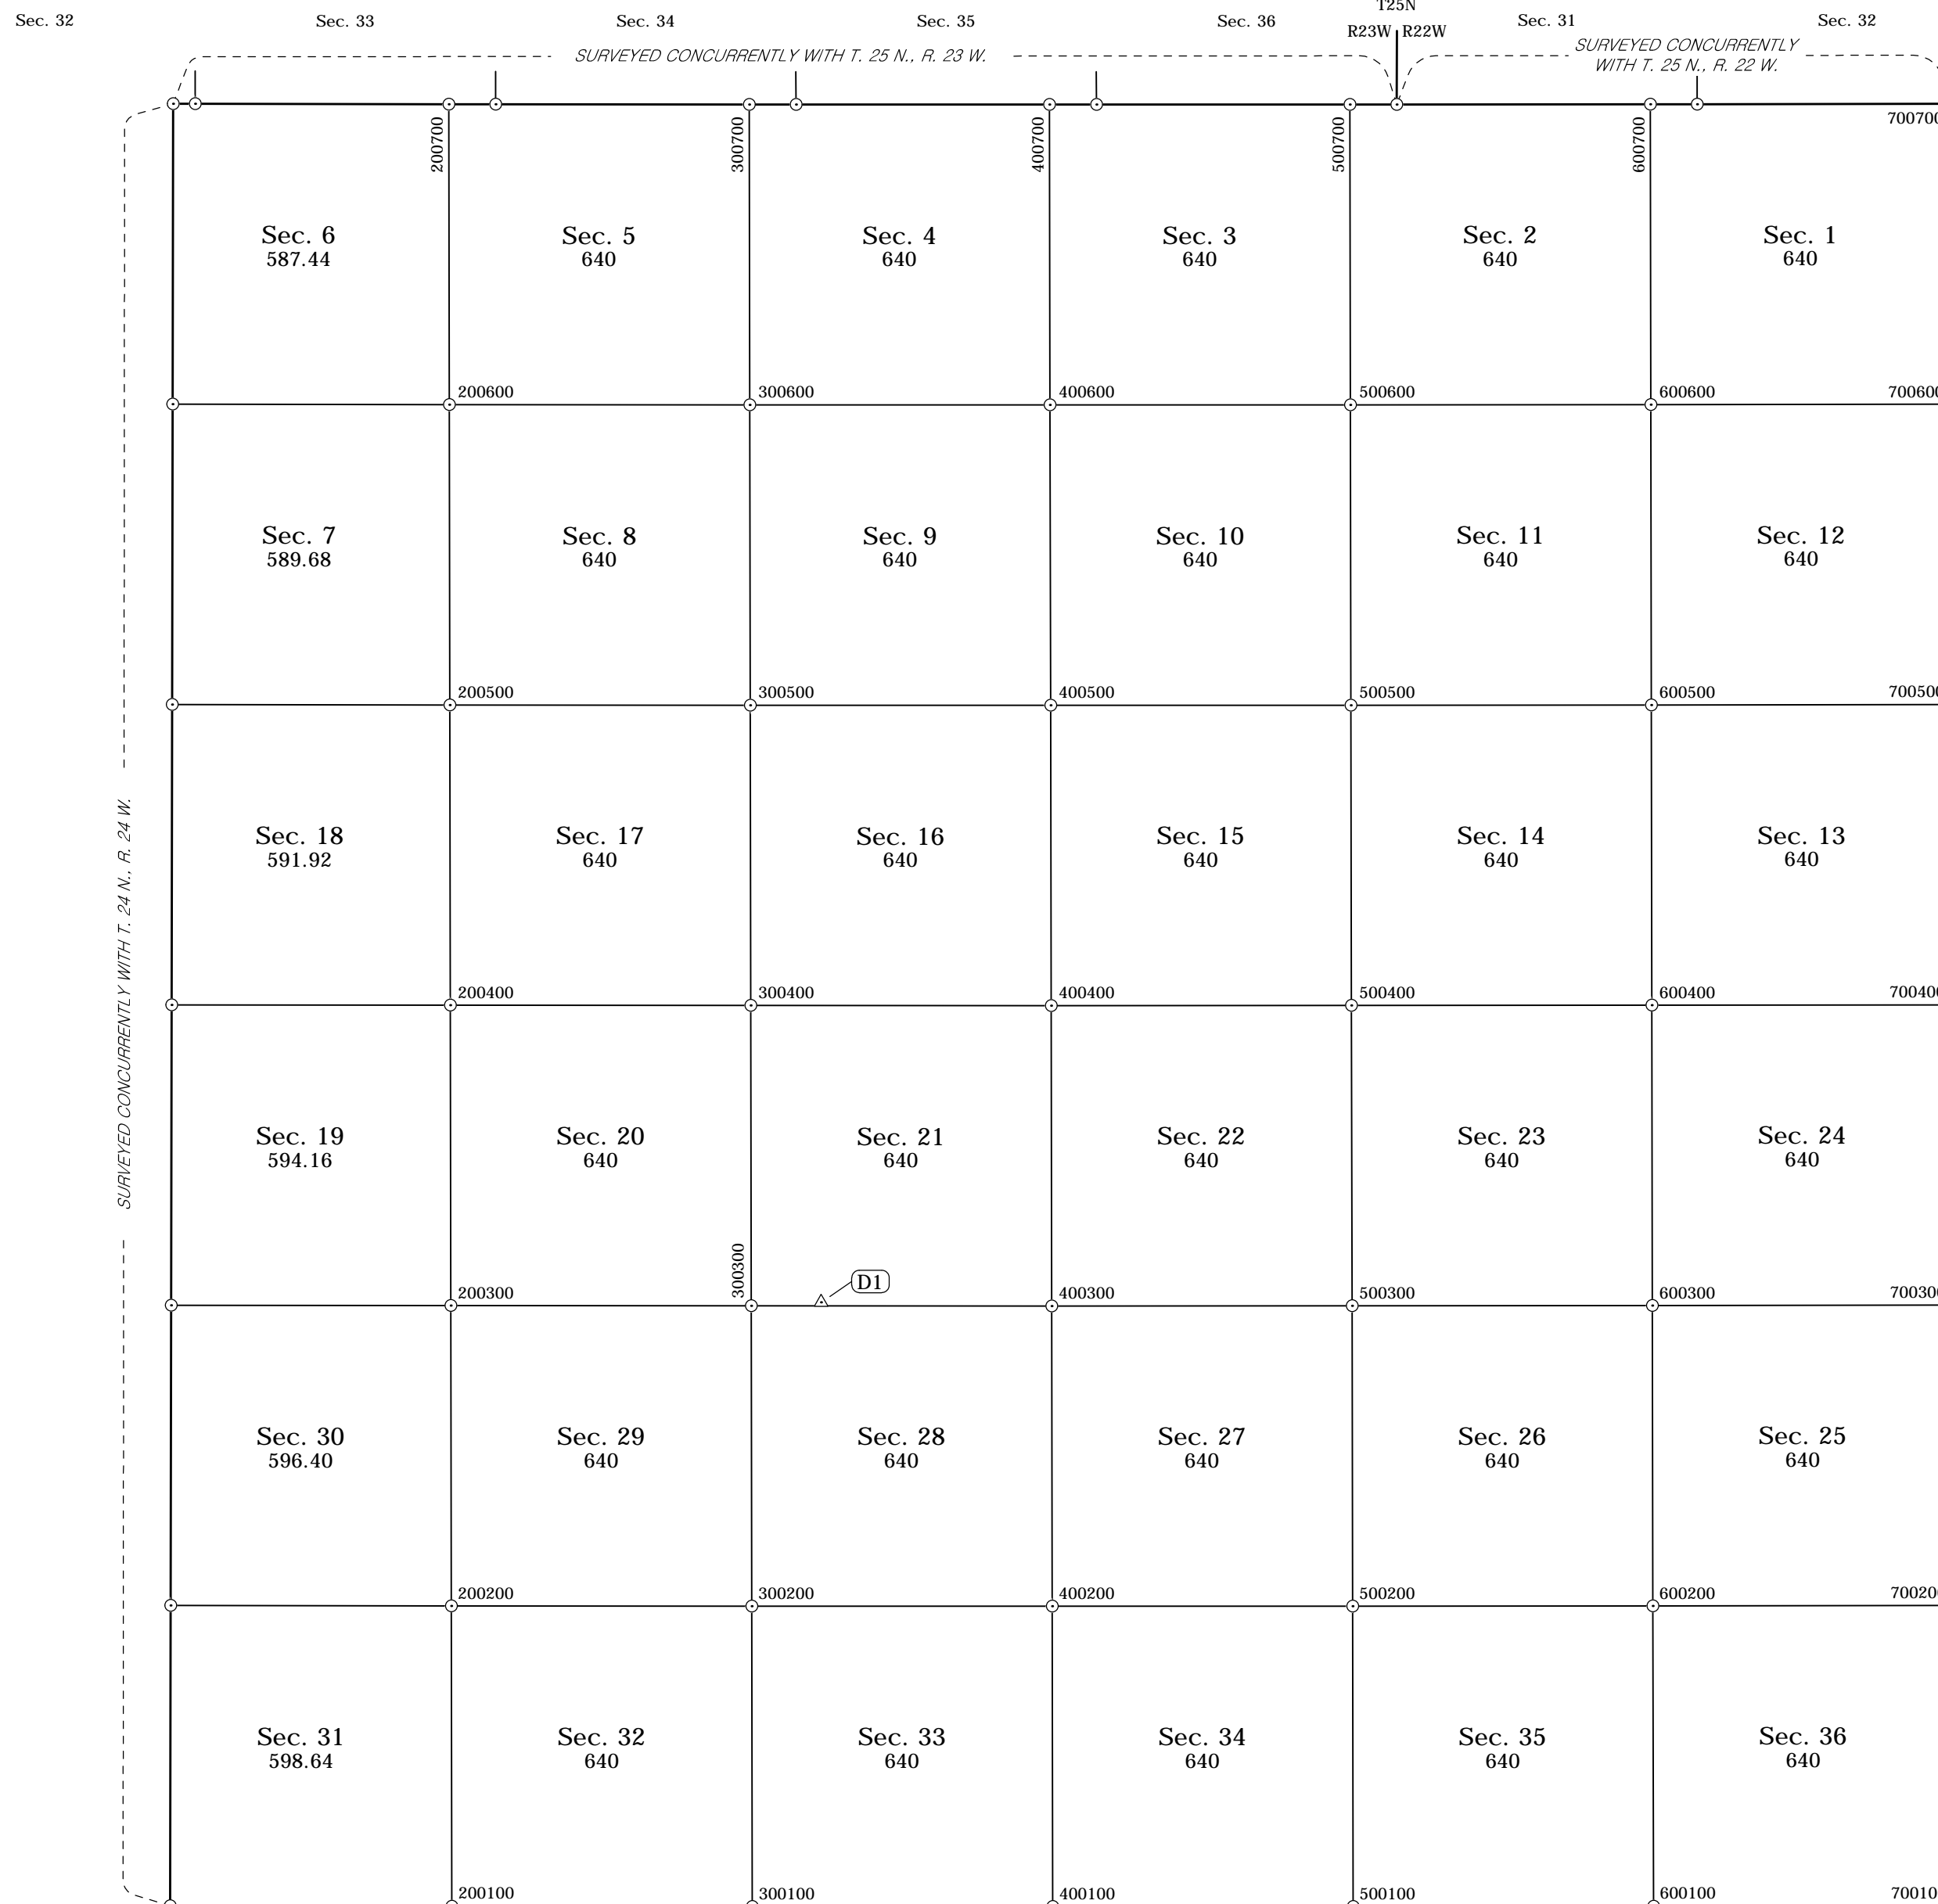 T25N
Sec. 32 Sec. 33 Sec. 34 Sec. 35 Sec. 36 Sec. 31 Sec. 32
R23W R22W
SURVEYED CONCURRENTLY WITH T. 25 N., R. 23 W.
SURVEYED CONCURRENTLY
WITH T. 25 N., R. 22 W.
200700 300700 400700 500700 600700 700700
Sec. 6 Sec. 5 Sec. 4 Sec. 3 Sec. 2 Sec. 1
587.44 640 640 640 640 640
200600 300600 400600 500600 600600 700600
Sec. 7 Sec. 8 Sec. 9 Sec. 10 Sec. 11 Sec. 12
589.68 640 640 640 640 640
200500 300500 400500 500500 600500 700500
SURVEYED CONCURRENTLY WITH T. 24 N., R. 24 W.
Sec. 18 Sec. 17 Sec. 16 Sec. 15 Sec. 14 Sec. 13
591.92 640 640 640 640 640
200400 300400 400400 500400 600400 700400
Sec. 19 Sec. 20 Sec. 21 Sec. 22 Sec. 23 Sec. 24
594.16 640 640 640 640 640
D1
200300 300300 400300 500300 600300 700300
Sec. 30 Sec. 29 Sec. 28 Sec. 27 Sec. 26 Sec. 25
596.40 640 640 640 640 640
200200 300200 400200 500200 600200 700200
Sec. 31 Sec. 32 Sec. 33 Sec. 34 Sec. 35 Sec. 36
598.64 640 640 640 640 640
200100 300100 400100 500100 600100 700100